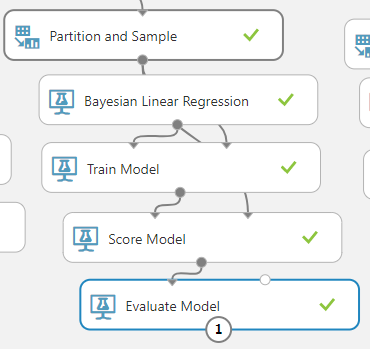 Partition and Sample
Bayesian Linear Regression
Train Model
Score Model
Evaluate Model
1